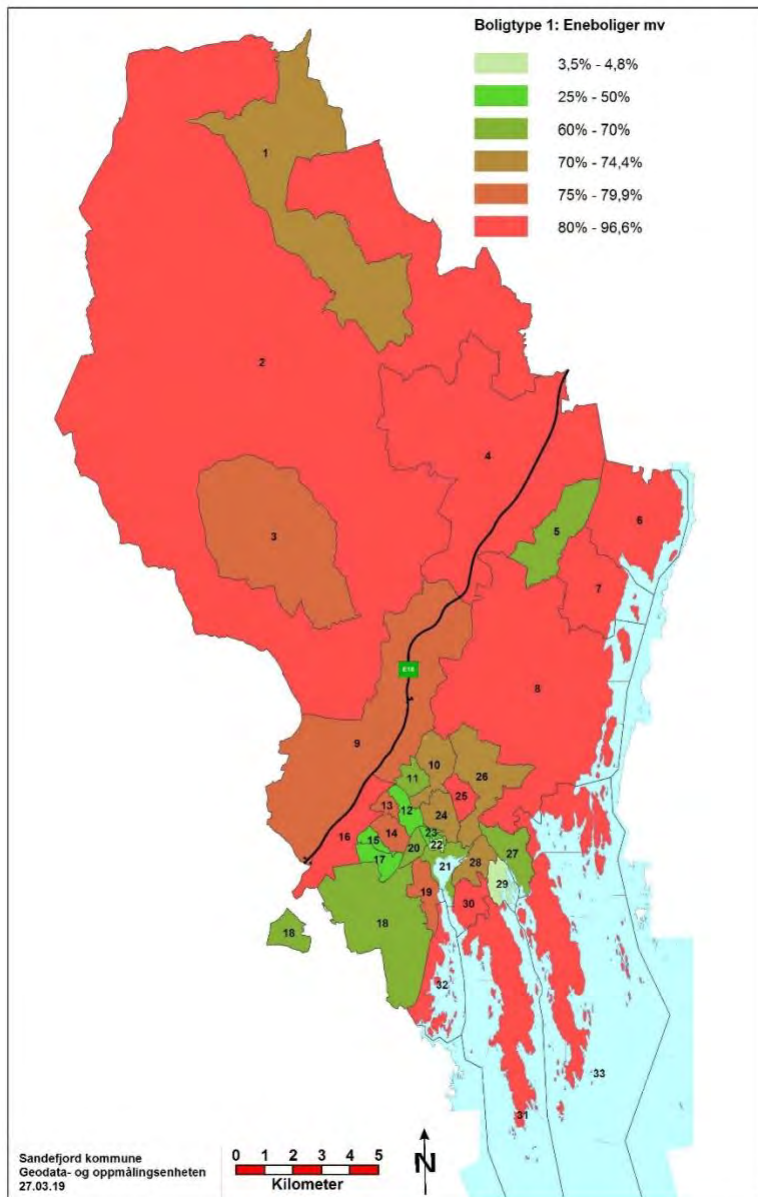 Boligtype 1: Eneboliger mv
3,5% - 4,8%
25% - 50%
60% - 70%
70% - 74,4%
75% - 79,9%
80% - 96,6%
1
2
4
3
5
6
7
8
E18
9
10
11
26
25
13
12
24
16
14
15
23
22
20
17
21
28
27
29
19
30
18
18
32
33
31
Sandefjord kommune
Geodata- og oppmålingsenheten
27.03.19
0 1 2 3 4 5
Kilometer
N